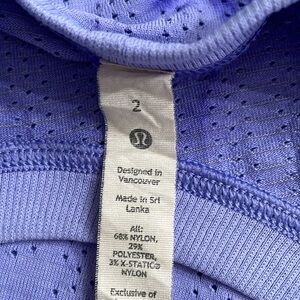 2
Designed in
Vancouver
Made in Sri
Lanka
All:
68% NYLON,
29%
POLYESTER,
3% X-STATIC®
NYLON
Exclusive of